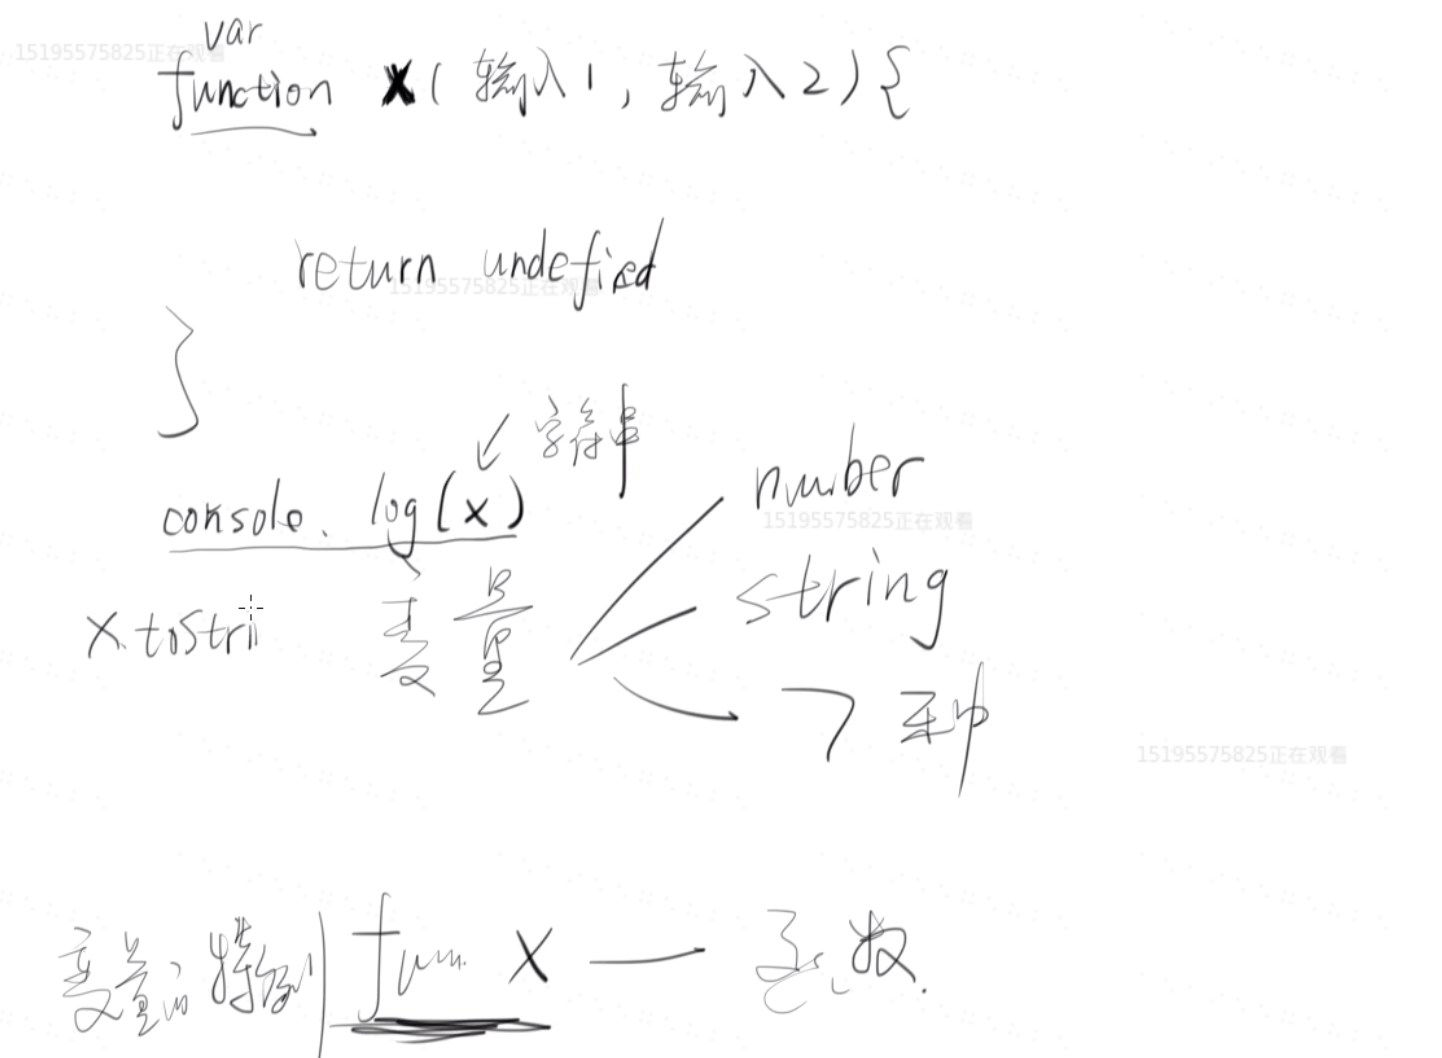 var
15195575825正在观看
function X(输入1,输入2){
return undefied
15195575825正在观看
}
字符串
console.log(x)
number
15195575825正在观看
x.toStri
变量
string
7种
15195575825正在观看
变量的特例 fun X — 函数.